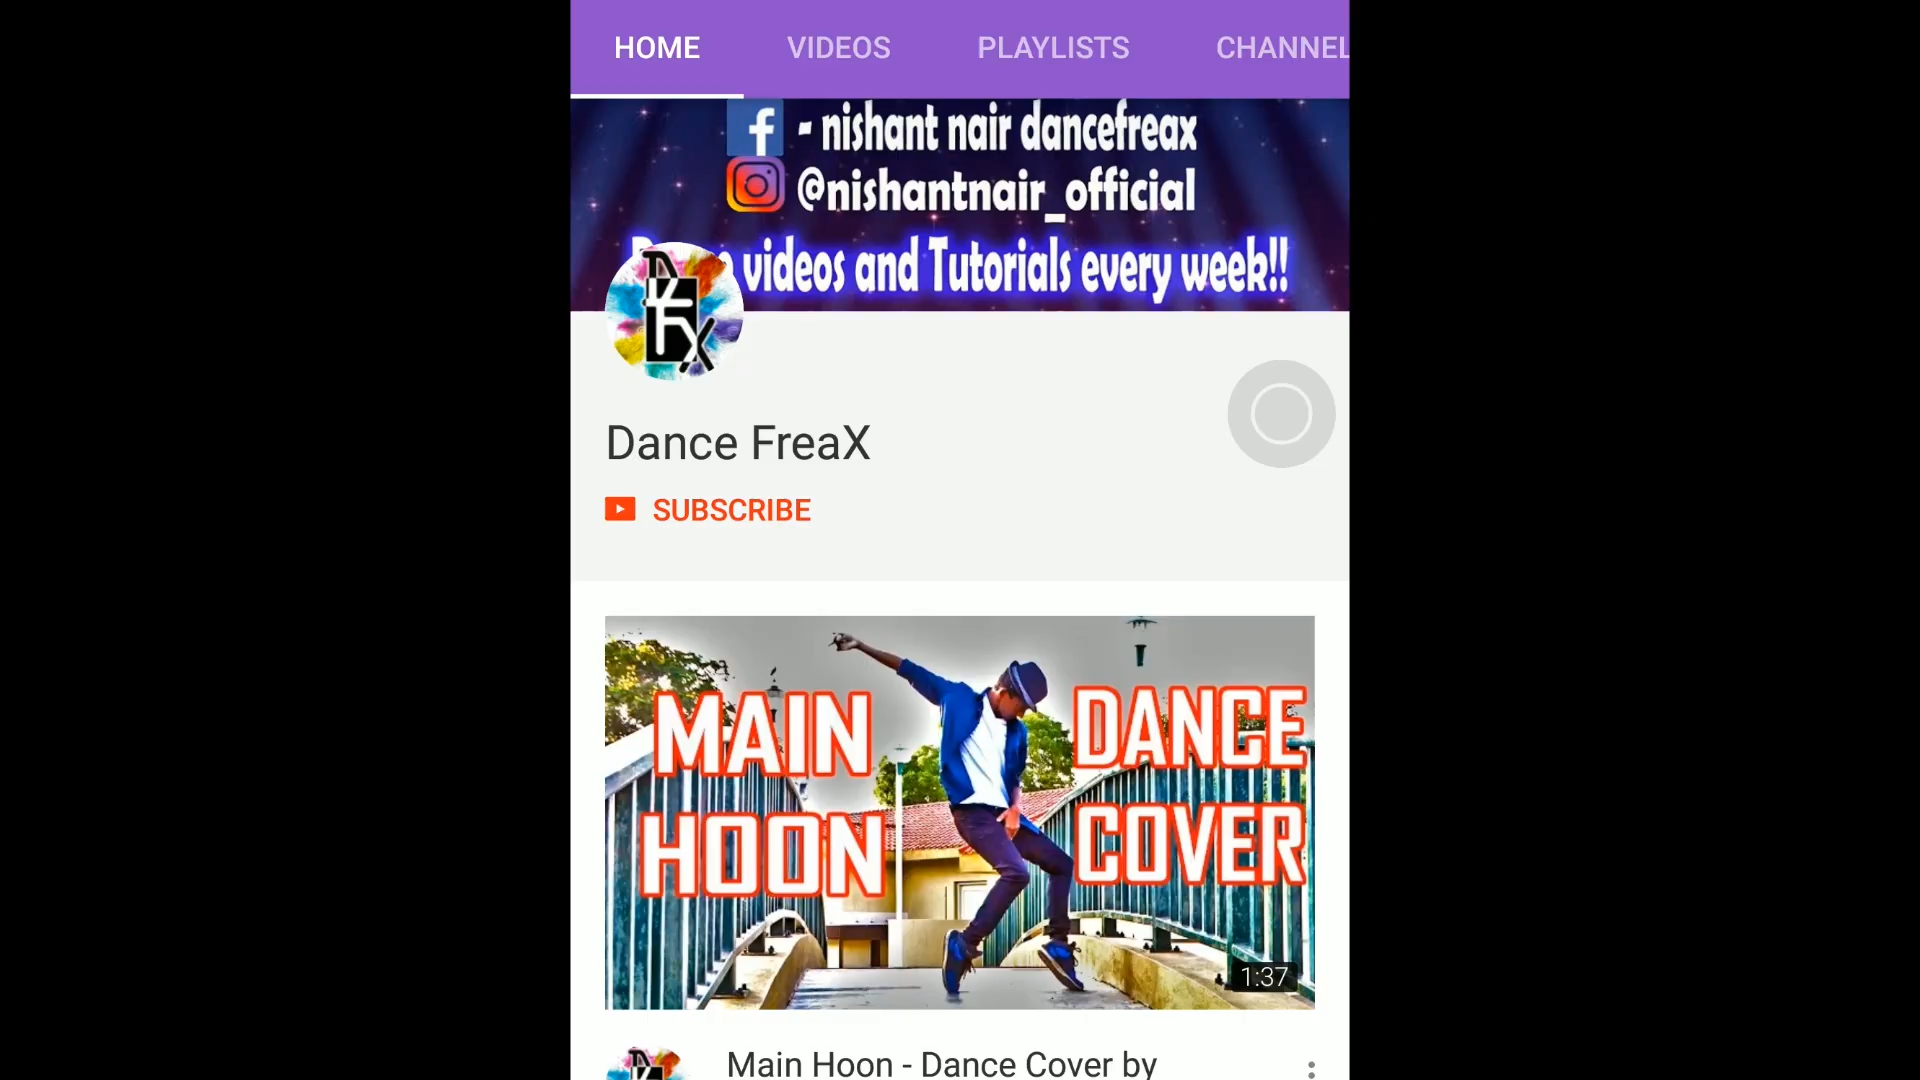 HOME VIDEOS PLAYLISTS CHANNEL
f - nishant nair dancefreax
@nishantnair_official
videos and Tutorials every week!!
Dance FreaX
SUBSCRIBE
MAIN DANCE
HOON COVER
1:37
Main Hoon - Dance Cover by